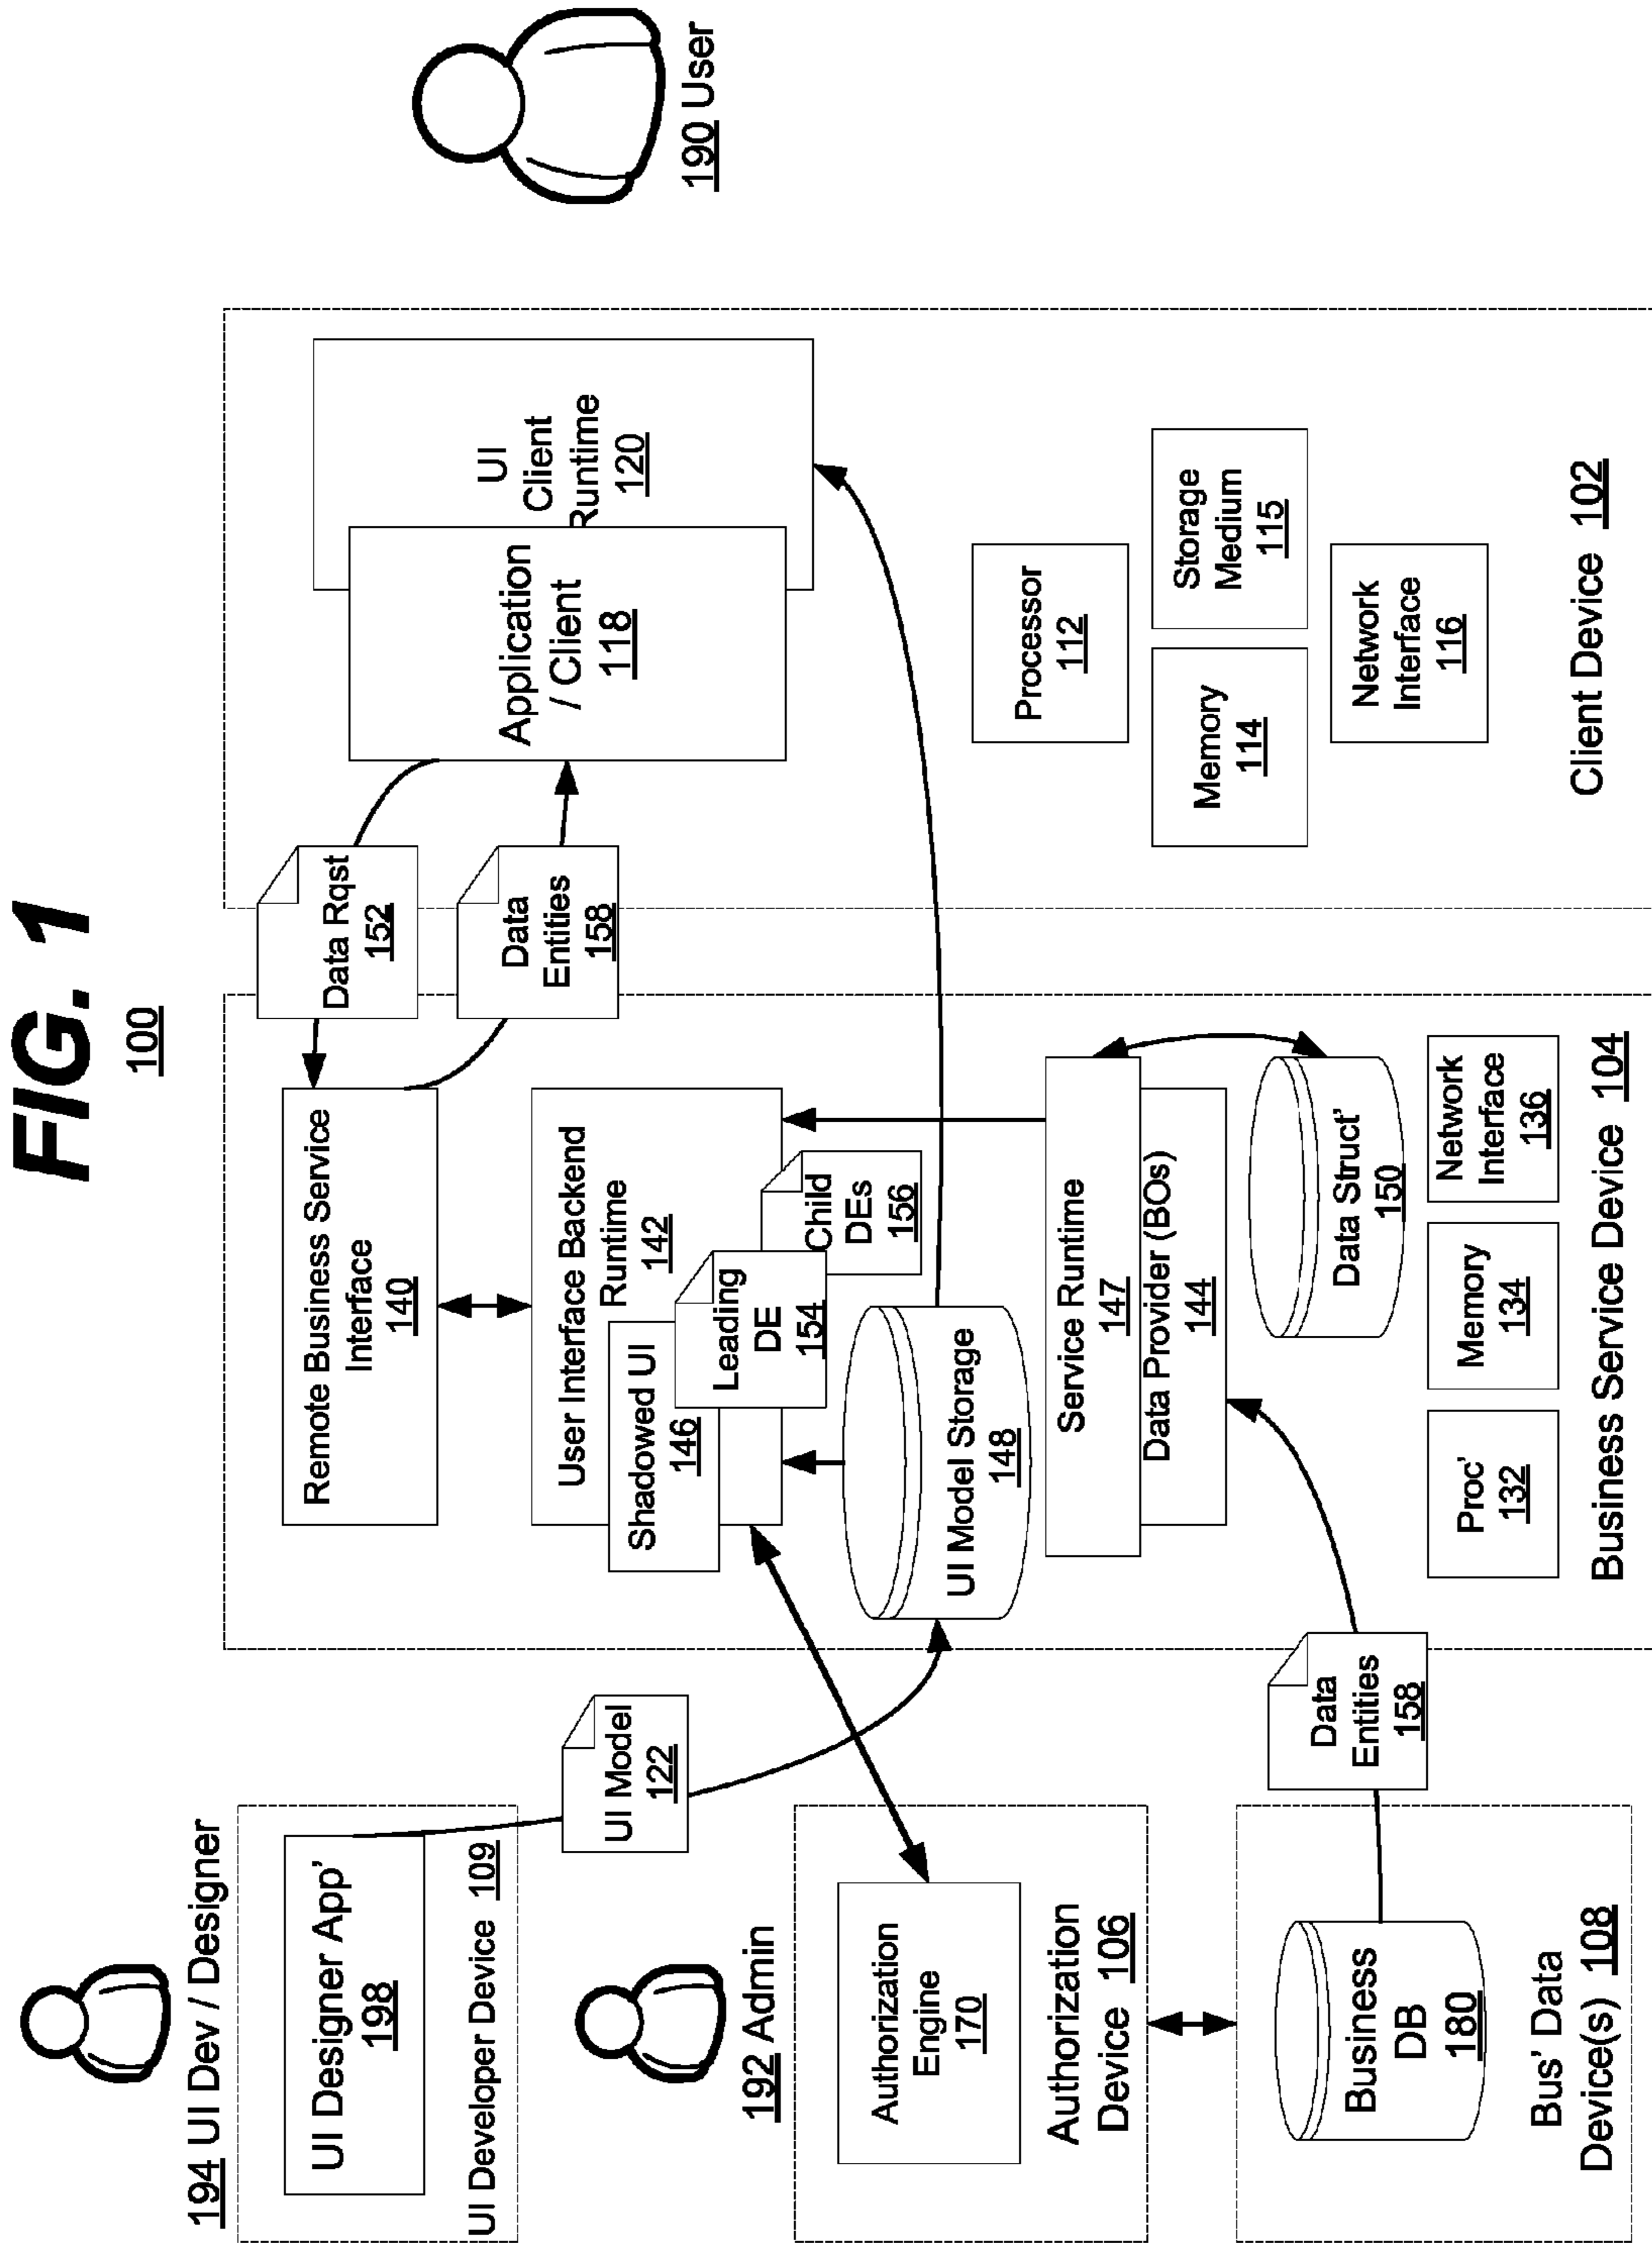 FIG. 1
100
194 UI Dev / Designer
UI Designer App'
198
UI Developer Device 109
UI Model
122
192 Admin
Authorization
Engine
170
Authorization
Device 106
Business
DB
180
Bus' Data
Device(s) 108
Data
Entities
158
Remote Business Service
Interface
140
User Interface Backend
Runtime
142
Shadowed UI
146
Leading
DE
154
Child
DEs
156
UI Model Storage
148
Service Runtime
147
Data Provider (BOs)
144
Data Struct'
150
Proc'
132
Memory
134
Network
Interface
136
Business Service Device 104
Data Rqst
152
Data
Entities
158
Application
/ Client
118
UI
Client
Runtime
120
Processor
112
Memory
114
Storage
Medium
115
Network
Interface
116
Client Device 102
190 User